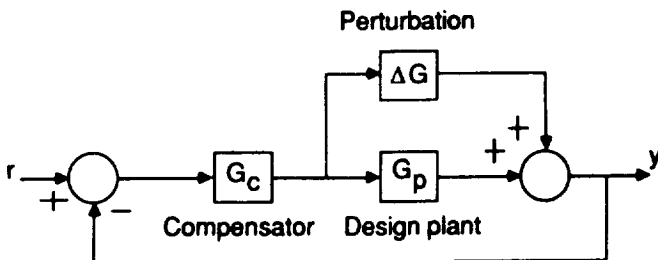 Perturbation
ΔG
+
r
+
−
G_c
+
G_p
y
Compensator
Design plant